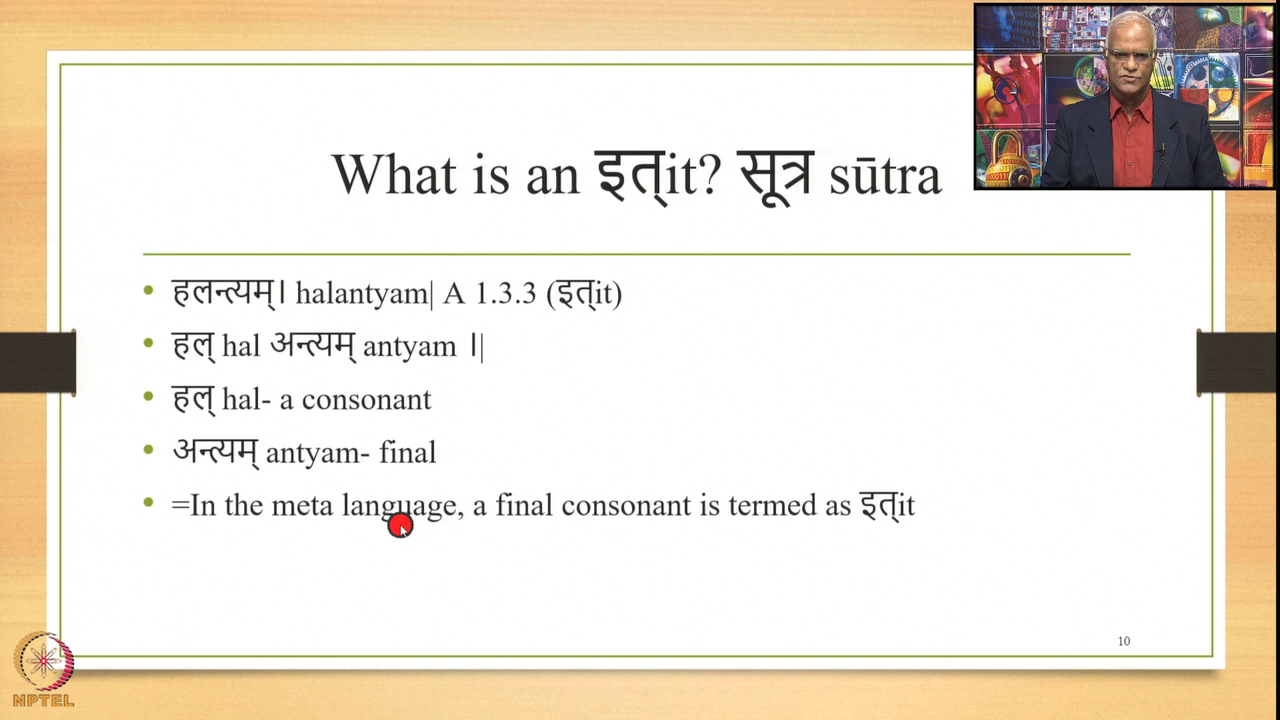 What is an इत्it? सूत्र sūtra
हलन्त्यम्। halantyam| A 1.3.3 (इत्it)
हल् hal अन्त्यम् antyam ।|
हल् hal- a consonant
अन्त्यम् antyam- final
=In the meta language, a final consonant is termed as इत्it
10
NPTEL